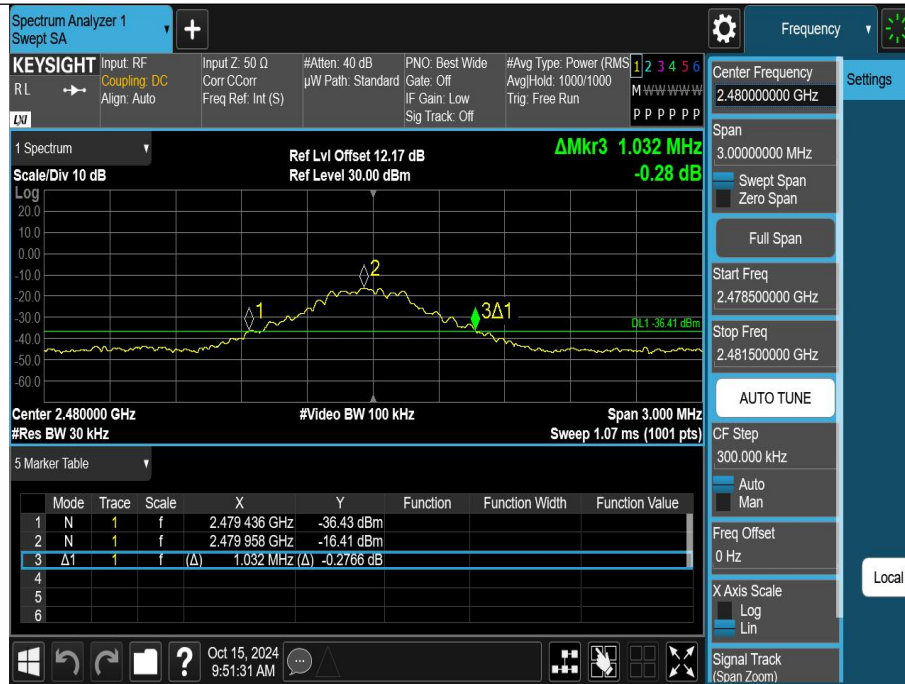 Spectrum Analyzer 1
Swept SA
+
Frequency
KEYSIGHT
RL
LXI
Input: RF
Coupling: DC
Align: Auto
Input Z: 50 Ω
Corr CCorr
Freq Ref: Int (S)
#Atten: 40 dB
µW Path: Standard
PNO: Best Wide
Gate: Off
IF Gain: Low
Sig Track: Off
#Avg Type: Power (RMS
Avg|Hold: 1000/1000
Trig: Free Run
1 2 3 4 5 6
M W W W W W
P P P P P P
1 Spectrum
Scale/Div 10 dB
Ref Lvl Offset 12.17 dB
Ref Level 30.00 dBm
ΔMkr3 1.032 MHz
-0.28 dB
Log
20.0
10.0
0.00
-10.0
-20.0
-30.0
-40.0
-50.0
-60.0
2
1
3Δ1
DL1 -36.41 dBm
Center 2.480000 GHz
#Video BW 100 kHz
Span 3.000 MHz
#Res BW 30 kHz
Sweep 1.07 ms (1001 pts)
5 Marker Table
Mode Trace Scale X Y Function Function Width Function Value
1 N 1 f 2.479 436 GHz -36.43 dBm
2 N 1 f 2.479 958 GHz -16.41 dBm
3 Δ1 1 f (Δ) 1.032 MHz (Δ) -0.2766 dB
4
5
6
?
Oct 15, 2024
9:51:31 AM
Center Frequency
2.480000000 GHz
Span
3.00000000 MHz
Swept Span
Zero Span
Full Span
Start Freq
2.478500000 GHz
Stop Freq
2.481500000 GHz
AUTO TUNE
CF Step
300.000 kHz
Auto
Man
Freq Offset
0 Hz
X Axis Scale
Log
Lin
Signal Track
(Span Zoom)
Settings
Local